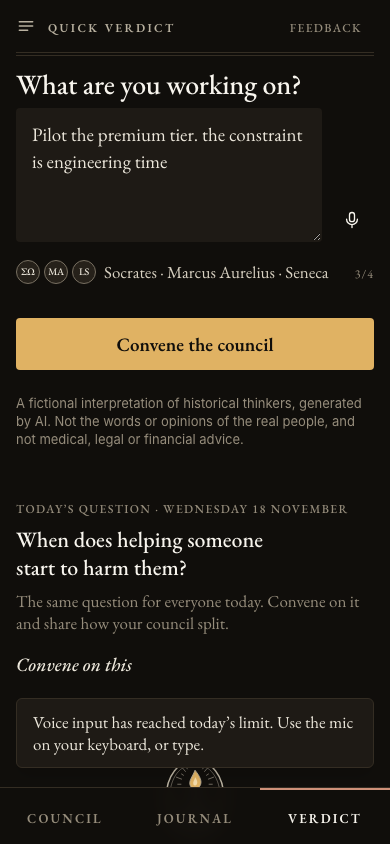 QUICK VERDICT
FEEDBACK
What are you working on?
Pilot the premium tier. the constraint
is engineering time
ΣΩ MA LS Socrates · Marcus Aurelius · Seneca 3/4
Convene the council
A fictional interpretation of historical thinkers, generated
by AI. Not the words or opinions of the real people, and
not medical, legal or financial advice.
TODAY’S QUESTION · WEDNESDAY 18 NOVEMBER
When does helping someone
start to harm them?
The same question for everyone today. Convene on it
and share how your council split.
Convene on this
Voice input has reached today’s limit. Use the mic
on your keyboard, or type.
COUNCIL JOURNAL VERDICT